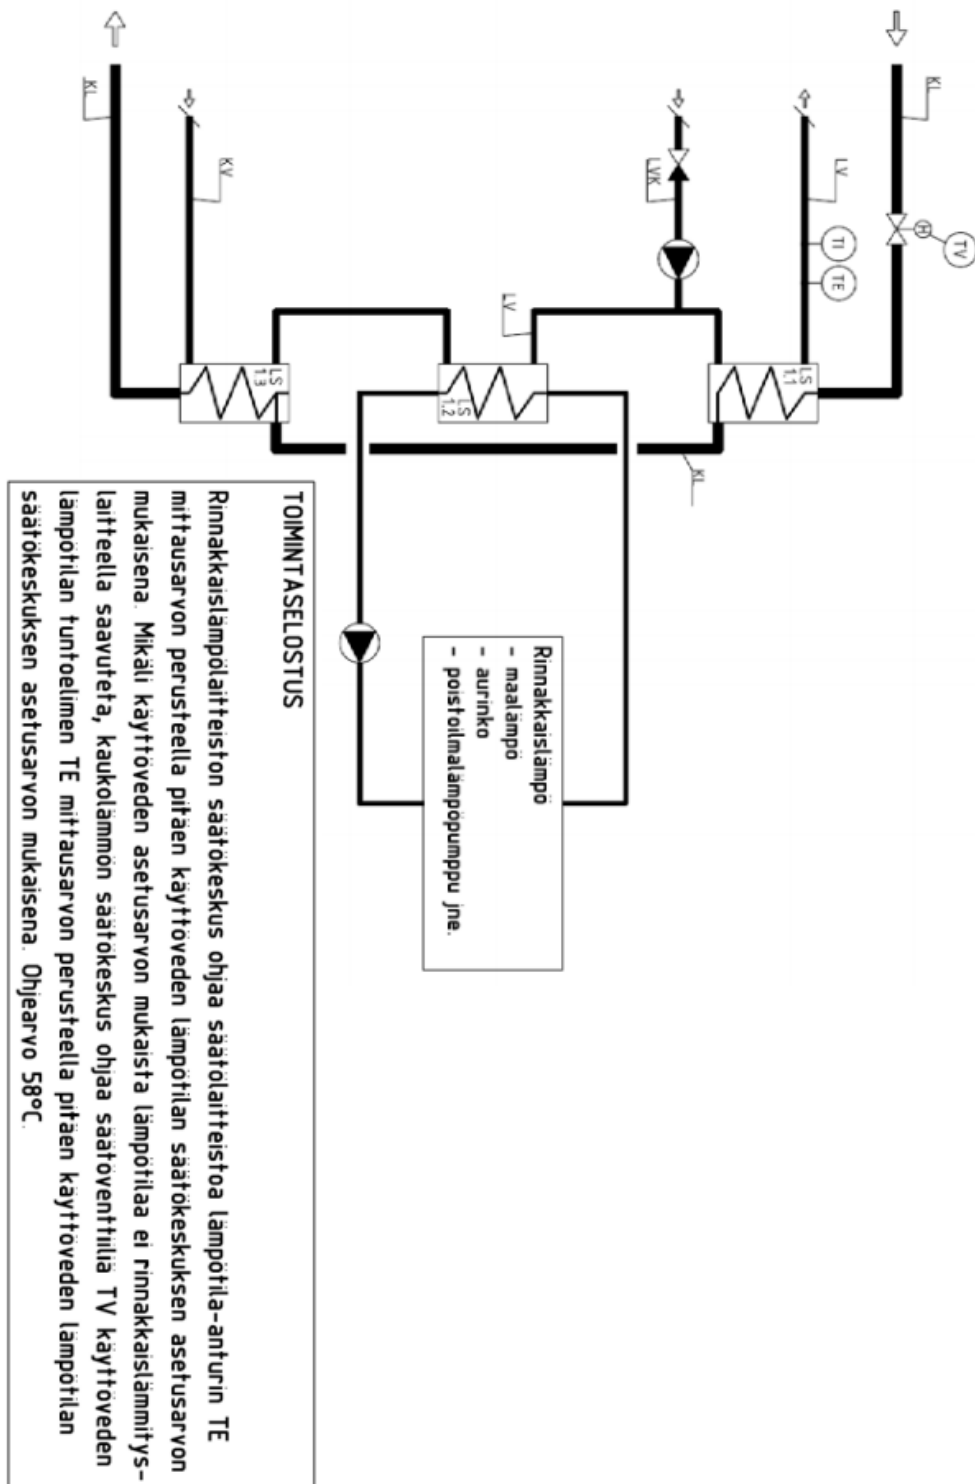 KL
TV
H
LV
TI
TE
LS
1.1
LVK
LV
LS
1.2
KV
LS
1.3
KL
KL
Rinnakkaislämpö
- maalämpö
- aurinko
- poistoilmalämpöpumppu jne.
TOIMINTASELOSTUS
Rinnakkaislämpölaitteiston säätökeskus ohjaa säätölaitteistoa lämpötila-anturin TE
mittausarvon perusteella pitäen käyttöveden lämpötilan säätökeskuksen asetusarvon
mukaisena. Mikäli käyttöveden asetusarvon mukaista lämpötilaa ei rinnakkaislämmitys-
laitteella saavuteta, kaukolämmön säätökeskus ohjaa säätöventtiiliä TV käyttöveden
lämpötilan tuntoelimen TE mittausarvon perusteella pitäen käyttöveden lämpötilan
säätökeskuksen asetusarvon mukaisena. Ohjearvo 58°C.